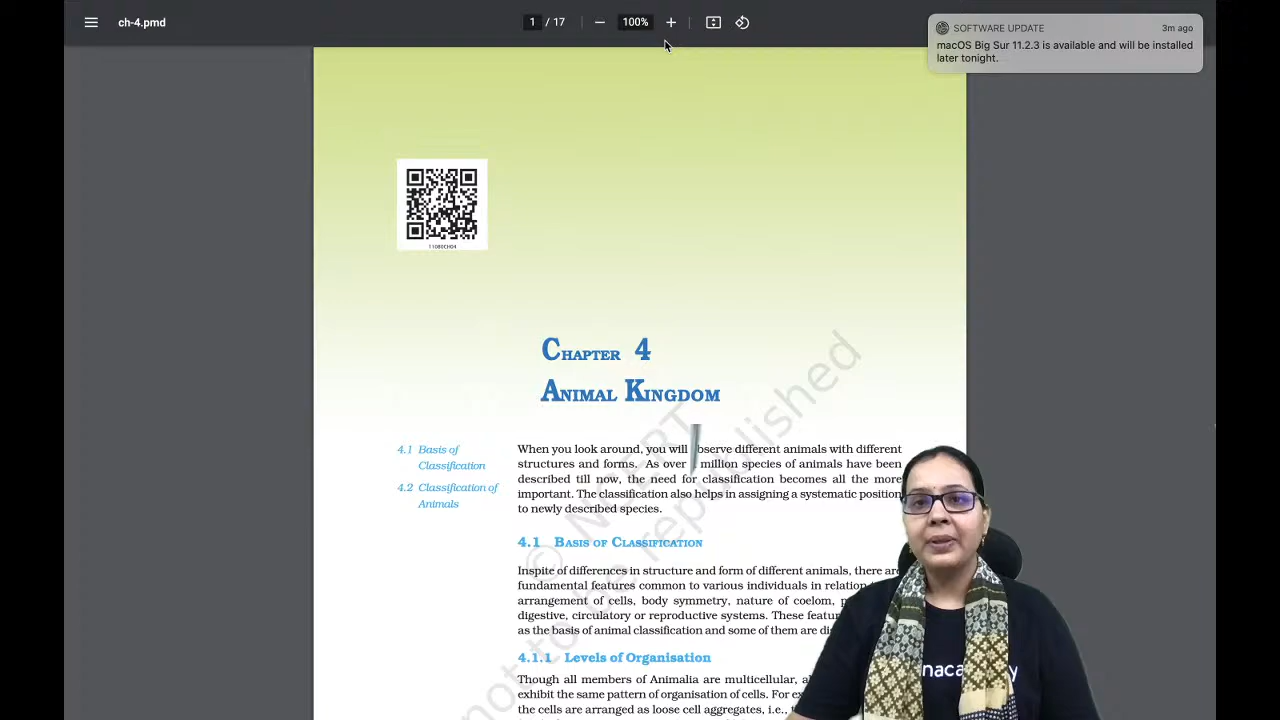 ch-4.pmd
1 / 17
100%
SOFTWARE UPDATE
3m ago
macOS Big Sur 11.2.3 is available and will be installed
later tonight.
CHAPTER 4
ANIMAL KINGDOM
4.1 Basis of
Classification
4.2 Classification of
Animals
When you look around, you will bserve different animals with different
structures and forms. As over million species of animals have been
described till now, the need for classification becomes all the more
important. The classification also helps in assigning a systematic position
to newly described species.
4.1 BASIS OF CLASSIFICATION
Inspite of differences in structure and form of different animals, there are
fundamental features common to various individuals in relation
arrangement of cells, body symmetry, nature of coelom,
digestive, circulatory or reproductive systems. These
as the basis of animal classification and some of them are
4.1.1 Levels of Organisation
Though all members of Animalia are multicellular,
exhibit the same pattern of organisation of cells. For
the cells are arranged as loose cell aggregates, i.e.,
© NCERT
not to be republished